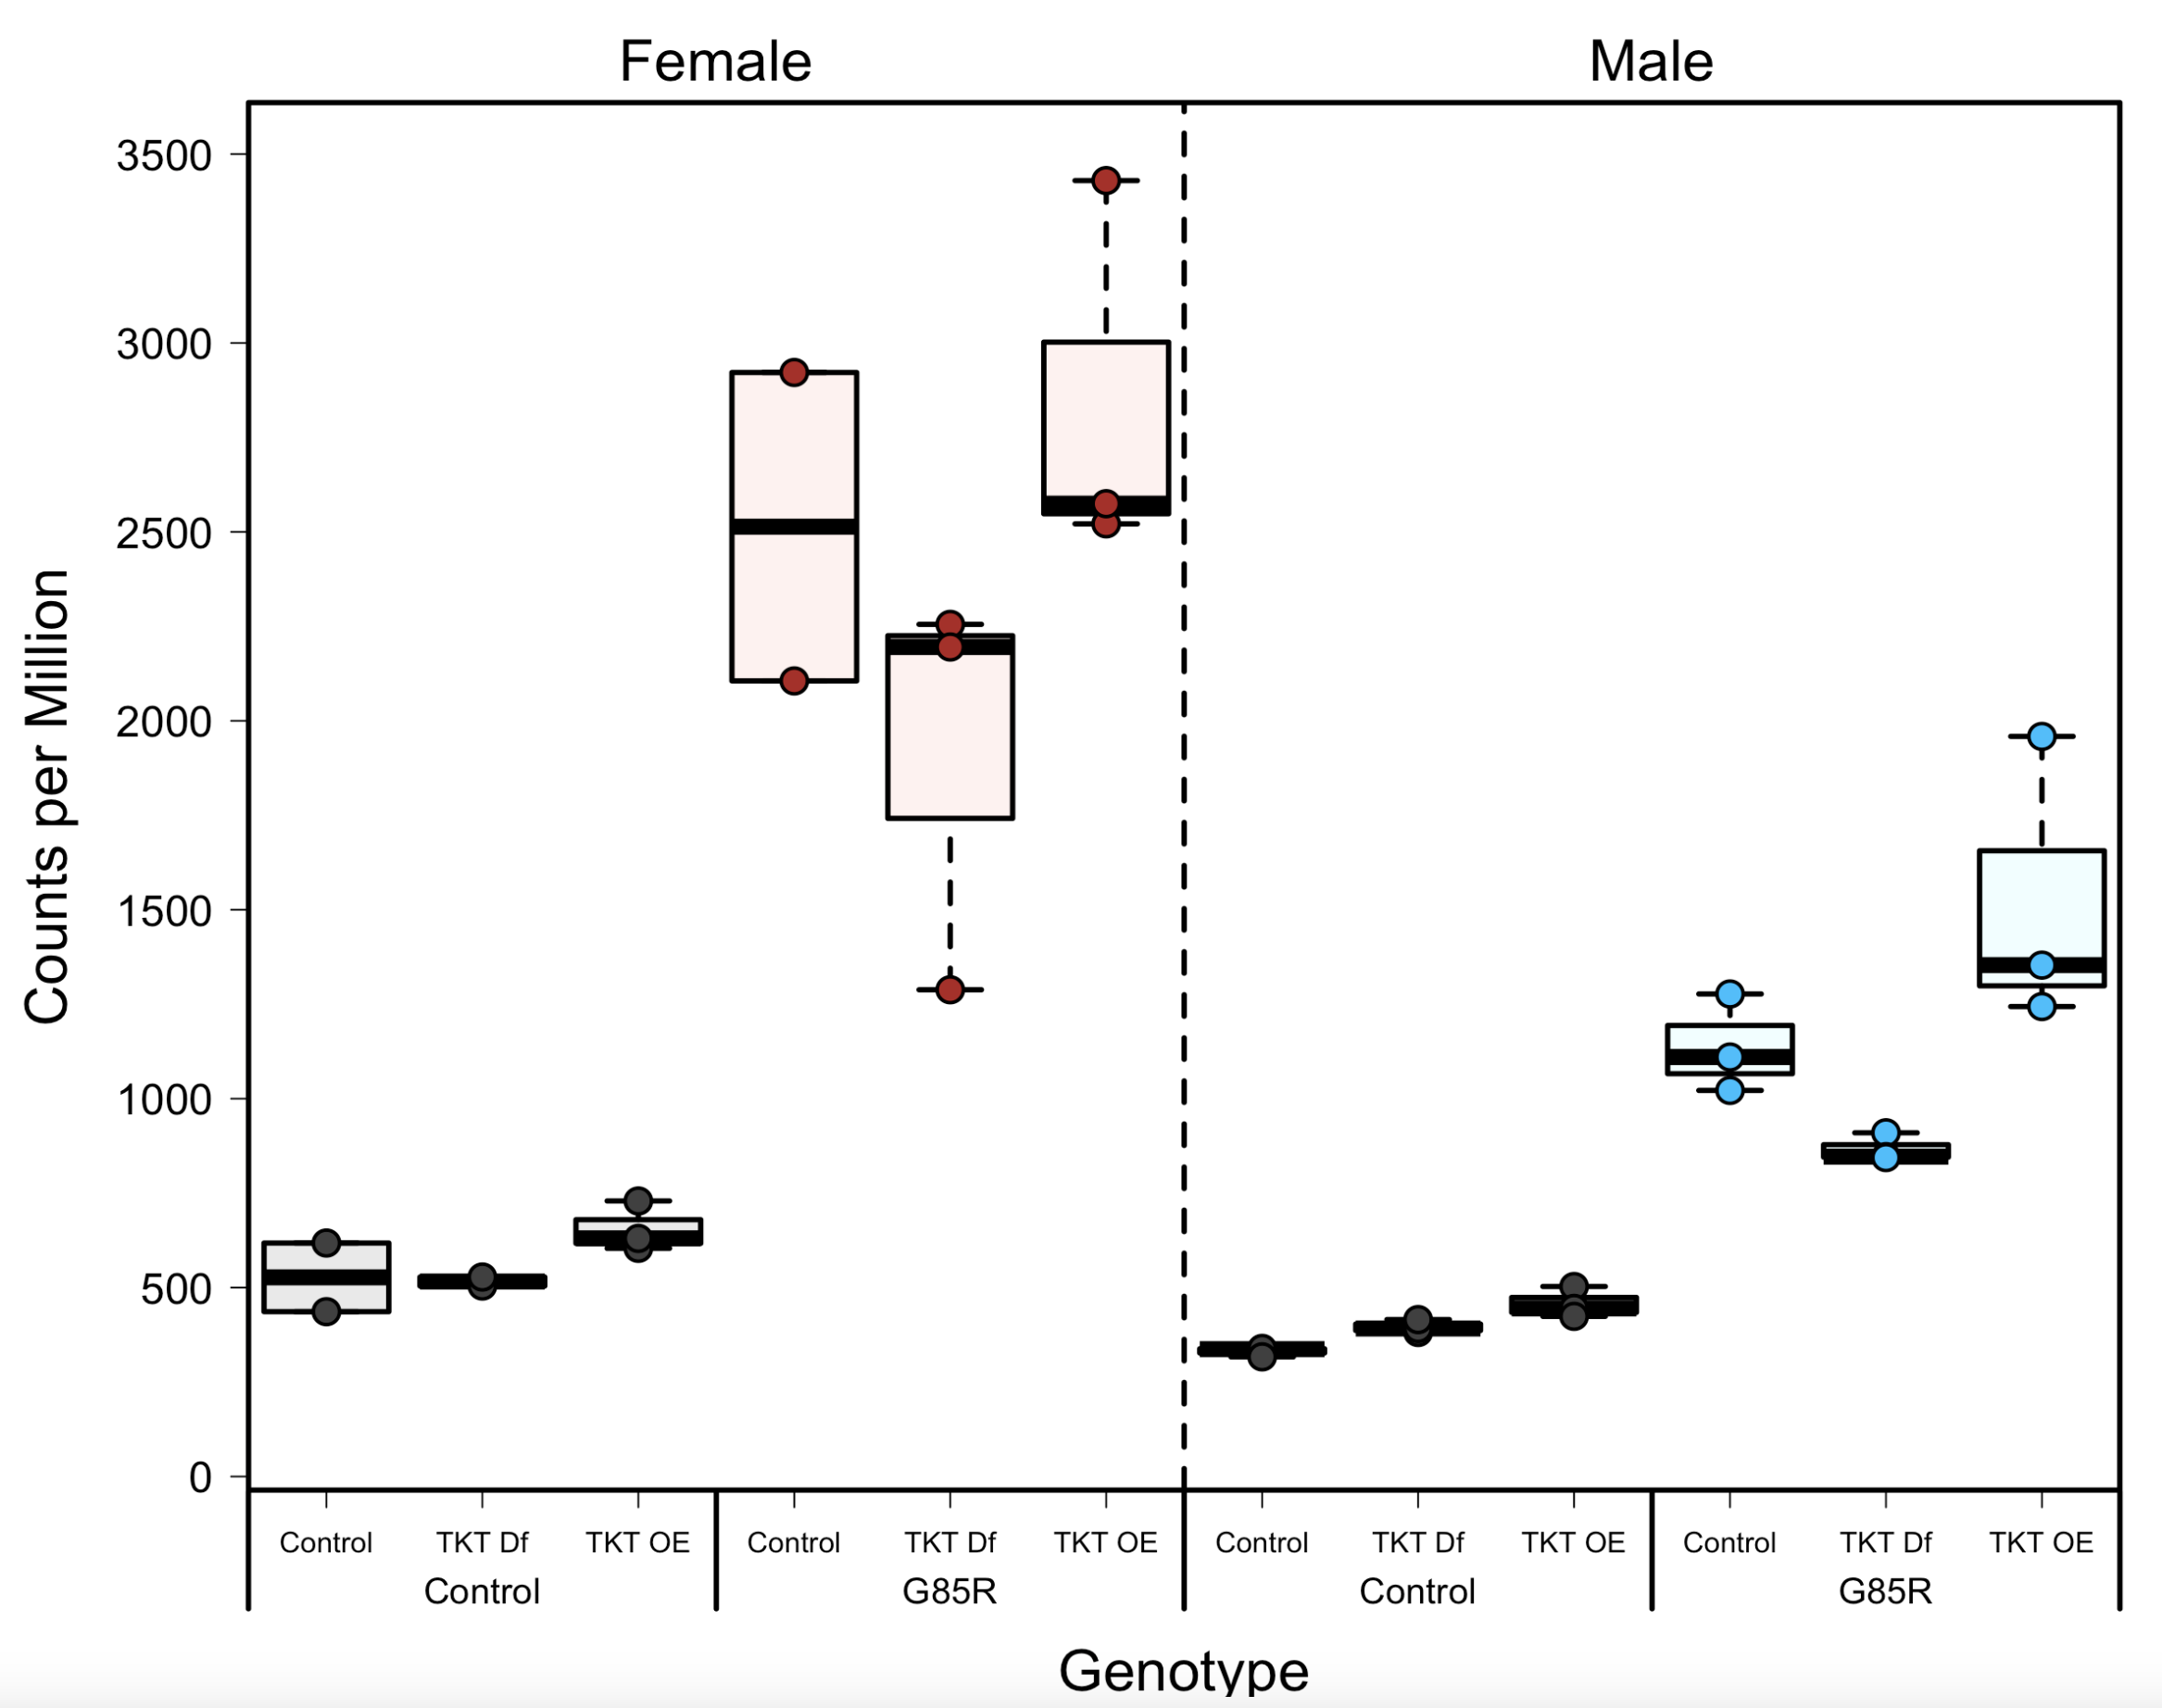 Female Male
3500
3000
2500
2000
1500
1000
500
0
Counts per Million
Control TKT Df TKT OE Control TKT Df TKT OE Control TKT Df TKT OE Control TKT Df TKT OE
Control G85R Control G85R
Genotype